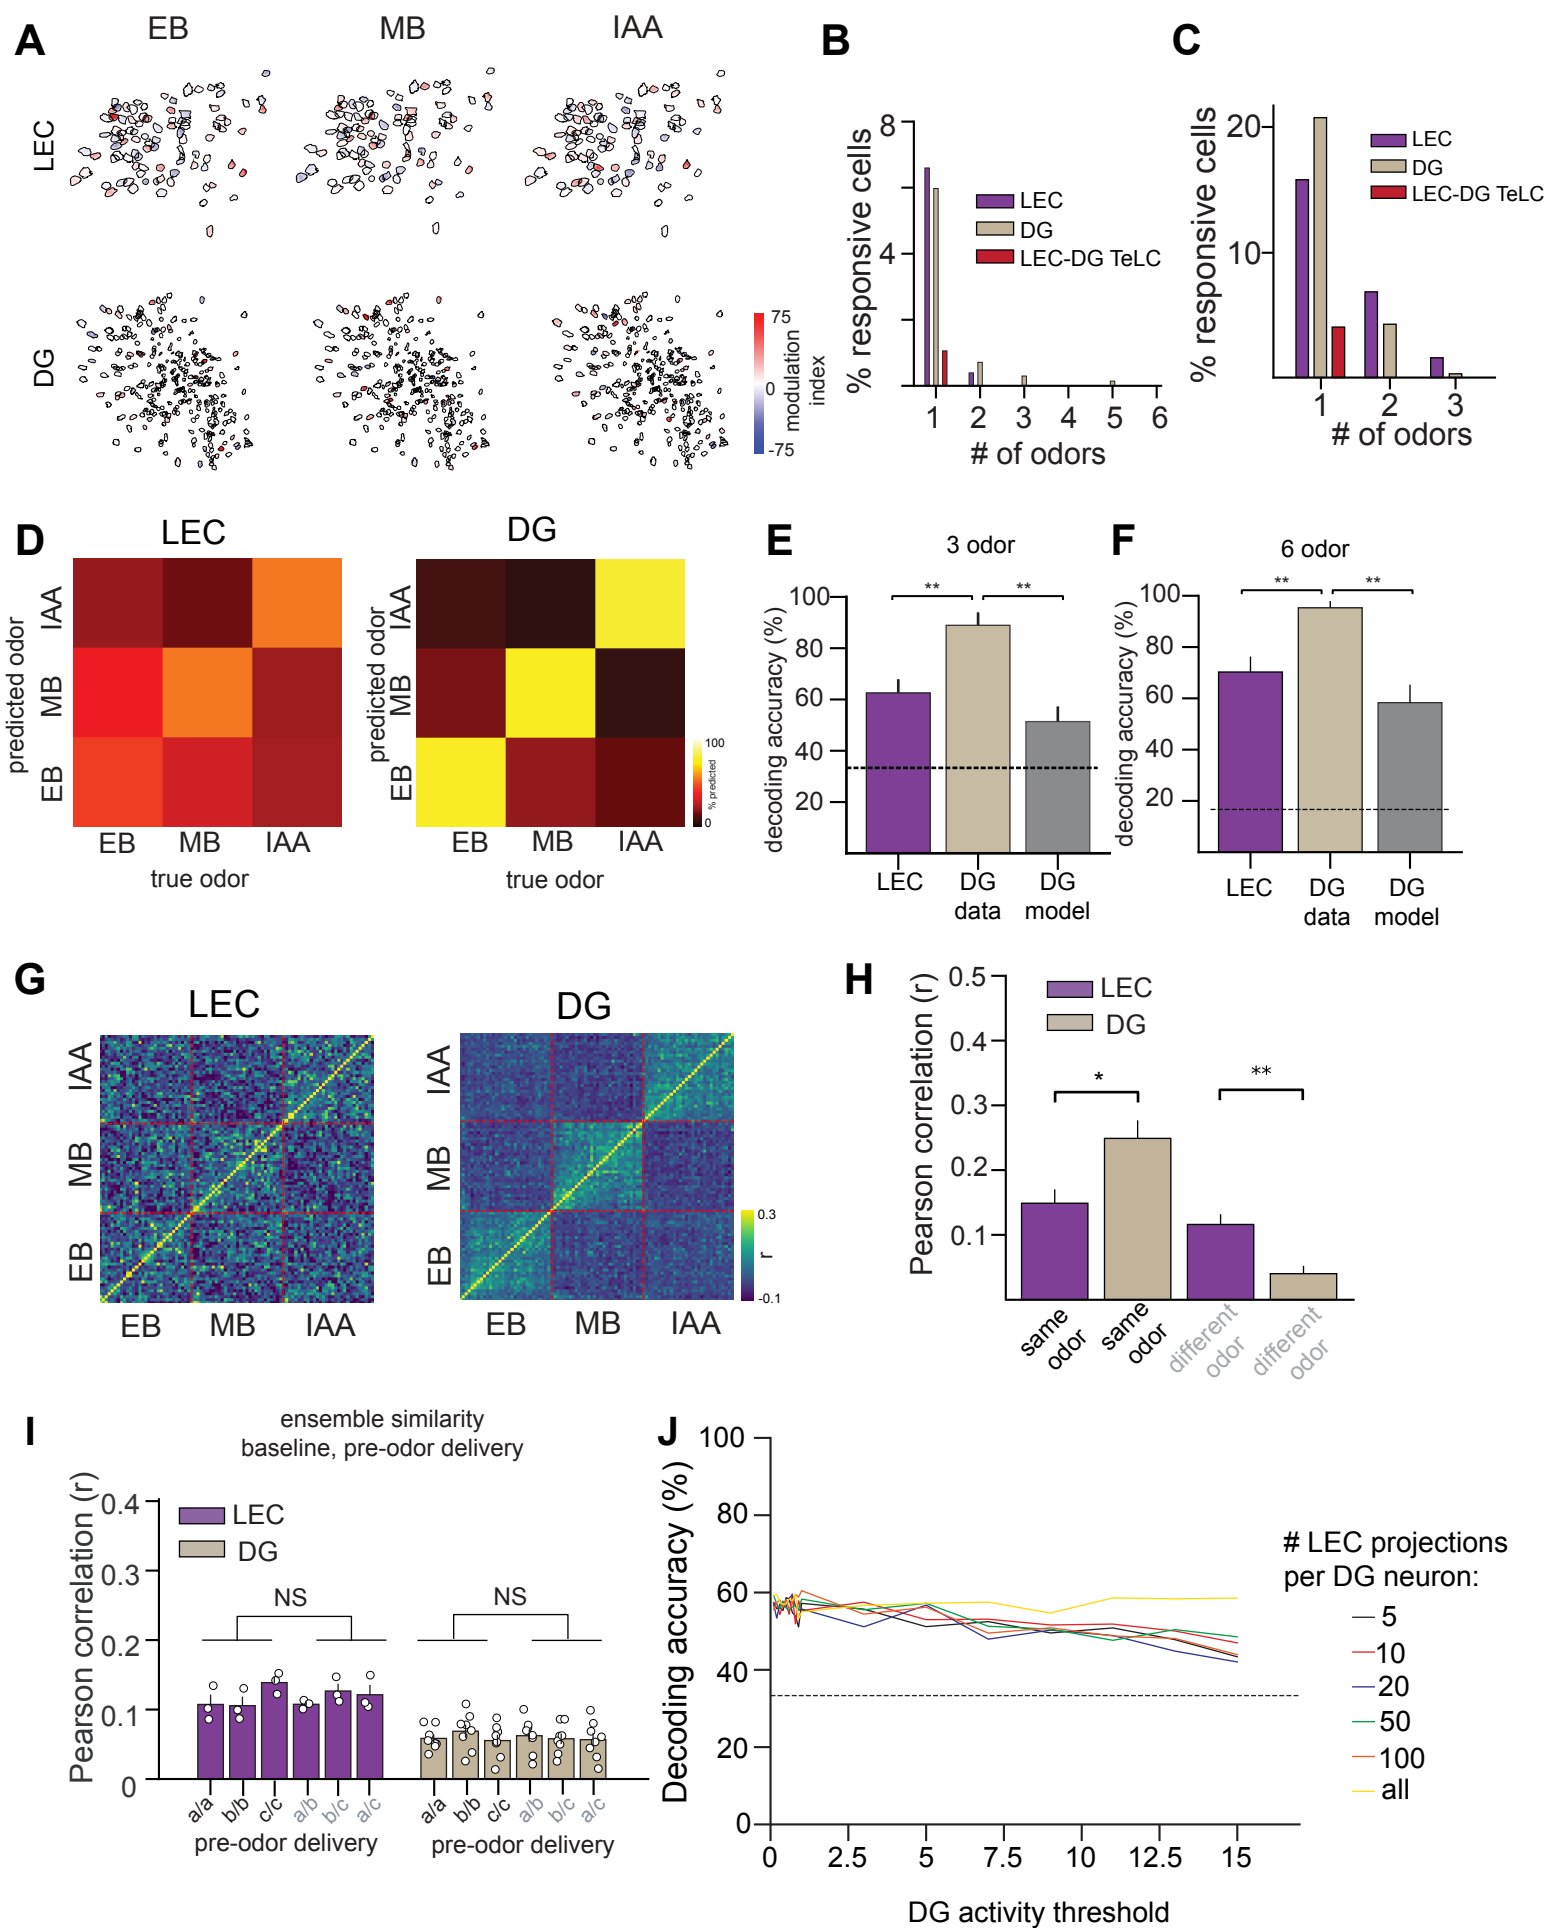 A
EB
MB
IAA
LEC
DG
75
0
-75
modulation
index
B
% responsive cells
8
4
LEC
DG
LEC-DG TeLC
1
2
3
4
5
6
# of odors
C
% responsive cells
20
10
LEC
DG
LEC-DG TeLC
1
2
3
# of odors
D
LEC
predicted odor
IAA
MB
EB
EB
MB
IAA
true odor
DG
predicted odor
IAA
MB
EB
EB
MB
IAA
true odor
100
0
% predicted
E
3 odor
decoding accuracy (%)
100
80
60
40
20
**
**
LEC
DG
data
DG
model
F
6 odor
decoding accuracy (%)
100
80
60
40
20
**
**
LEC
DG
data
DG
model
G
LEC
IAA
MB
EB
EB
MB
IAA
DG
IAA
MB
EB
EB
MB
IAA
0.3
r
-0.1
H
Pearson correlation (r)
0.5
0.4
0.3
0.2
0.1
LEC
DG
*
**
same
odor
same
odor
different
odor
different
odor
I
ensemble similarity
baseline, pre-odor delivery
Pearson correlation (r)
0.4
0.3
0.2
0.1
0
LEC
DG
NS
NS
a/a
b/b
c/c
a/b
b/c
a/c
pre-odor delivery
a/a
b/b
c/c
a/b
b/c
a/c
pre-odor delivery
J
Decoding accuracy (%)
100
80
60
40
20
0
0
2.5
5
7.5
10
12.5
15
DG activity threshold
# LEC projections
per DG neuron:
5
10
20
50
100
all